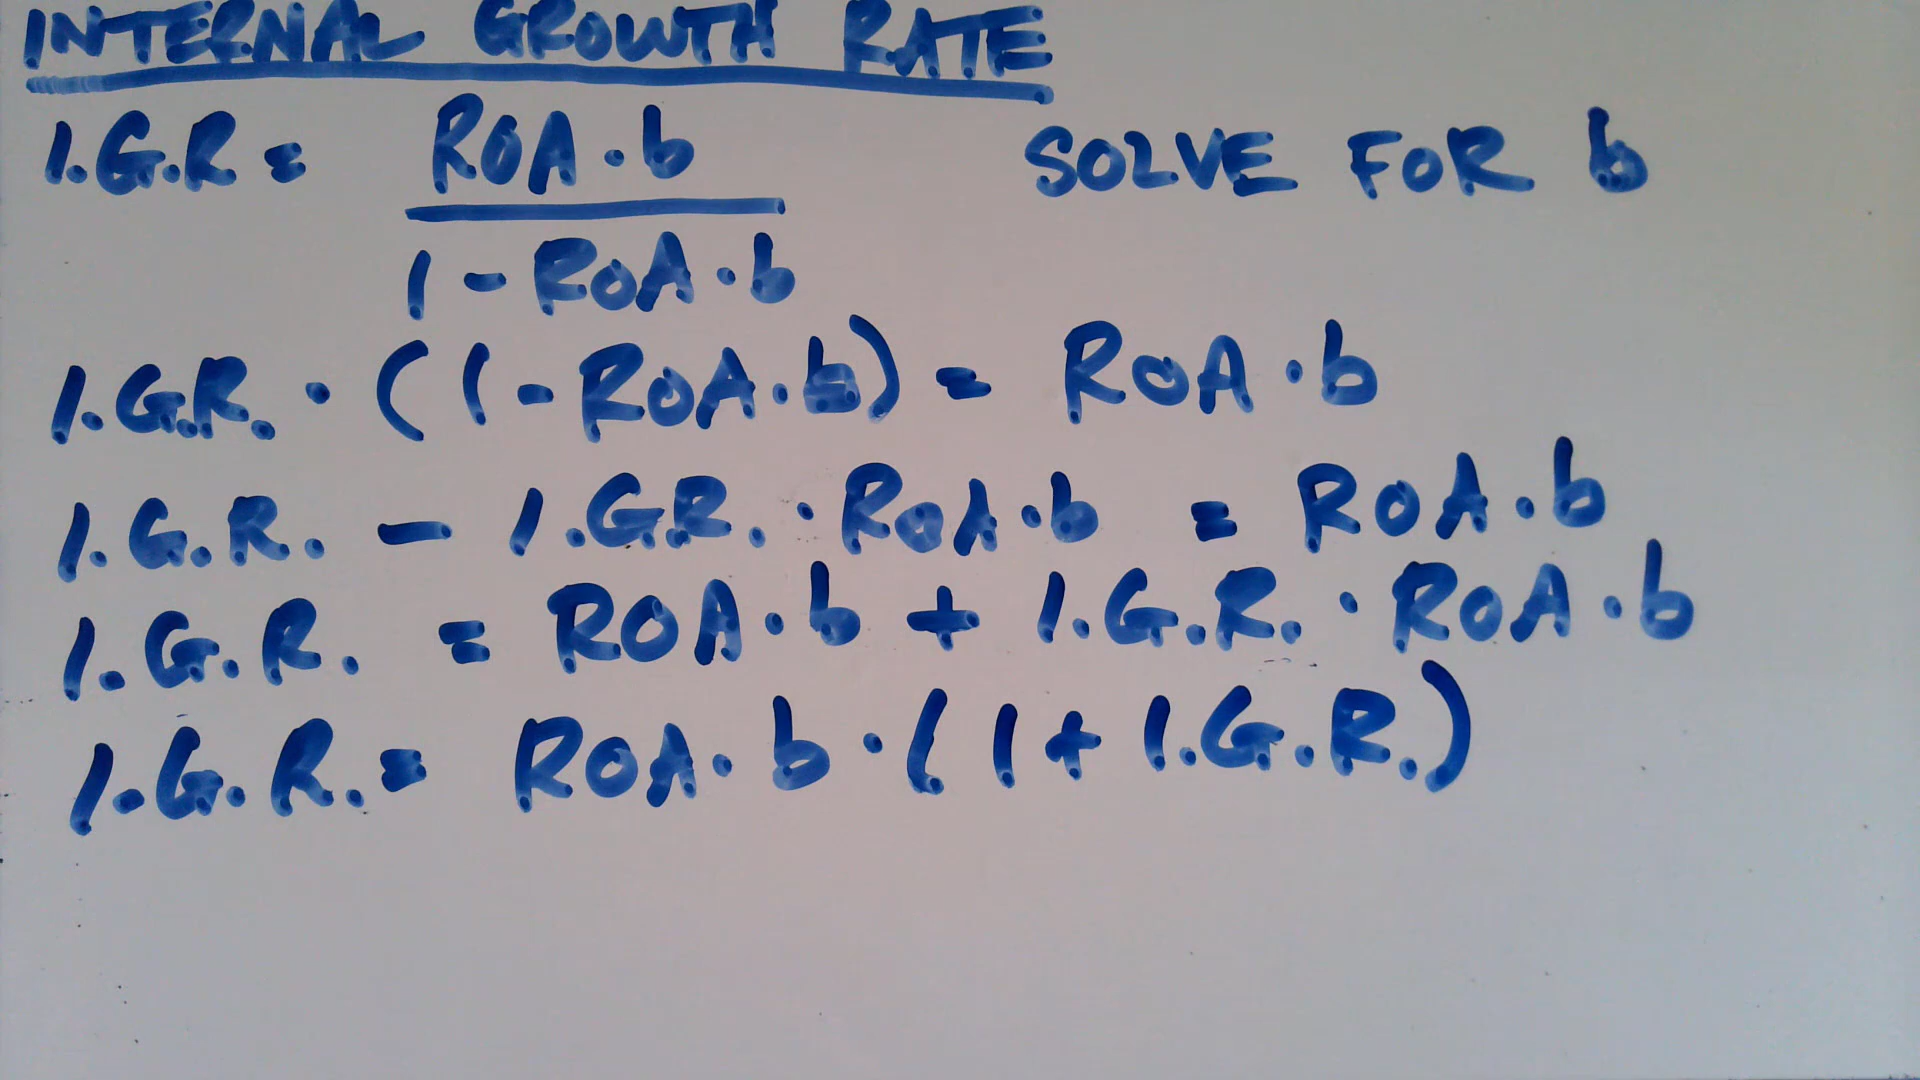 INTERNAL GROWTH RATE
I.G.R = ROA · b SOLVE FOR b
1 - ROA · b
I.G.R. · (1 - ROA · b) = ROA · b
I.G.R. - I.G.R. · ROA · b = ROA · b
I.G.R. = ROA · b + I.G.R. · ROA · b
I.G.R. = ROA · b · (1 + I.G.R.)